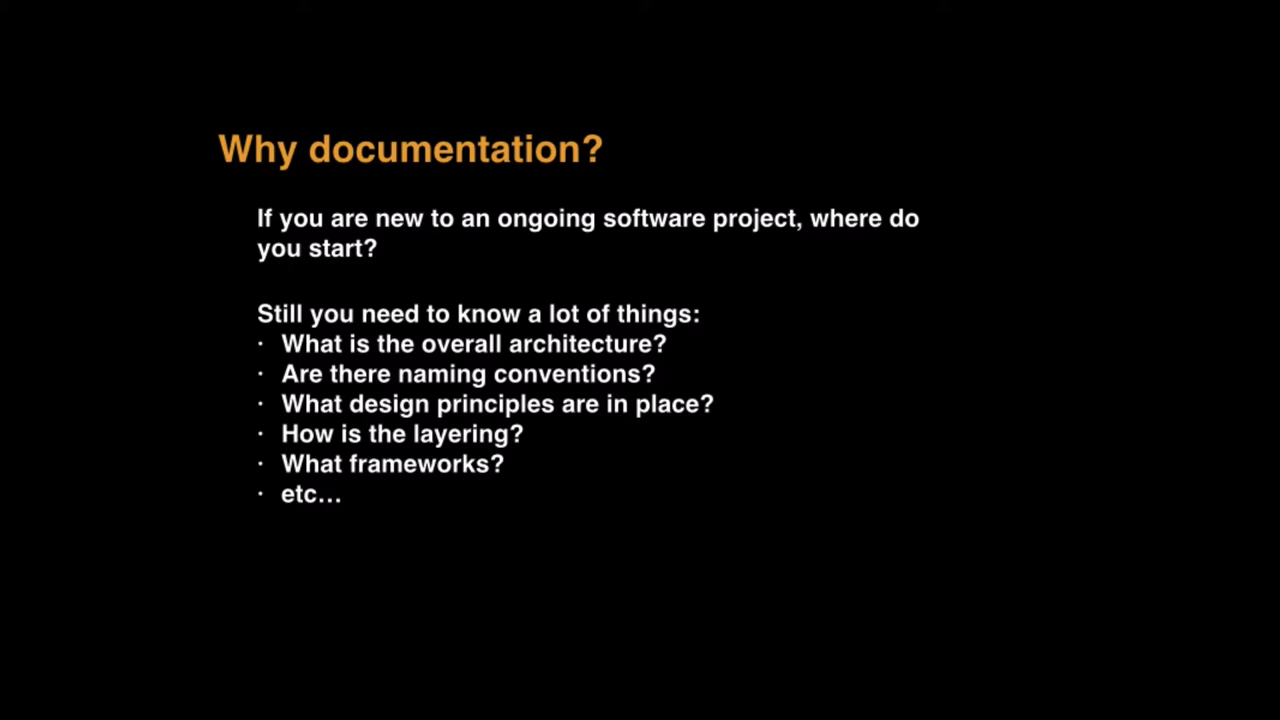 Why documentation?
If you are new to an ongoing software project, where do
you start?
Still you need to know a lot of things:
· What is the overall architecture?
· Are there naming conventions?
· What design principles are in place?
· How is the layering?
· What frameworks?
· etc…